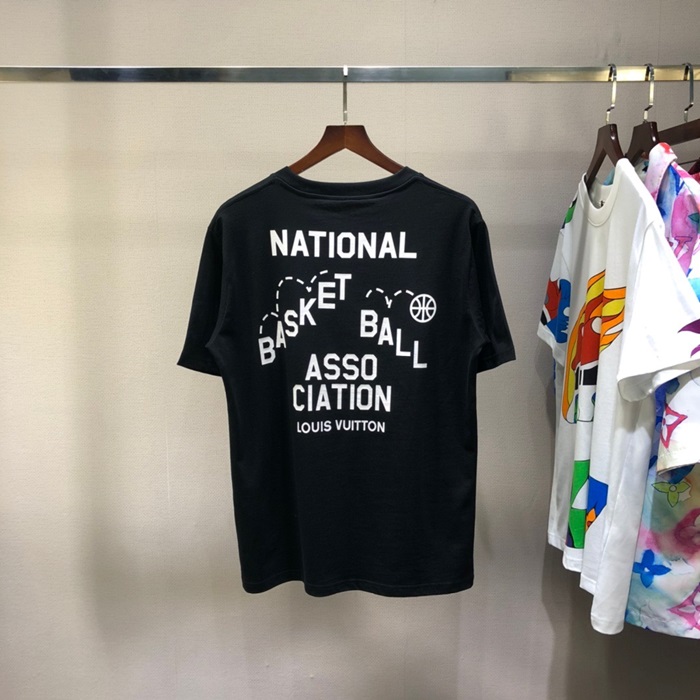 NATIONAL
BASKET BALL
ASSO
CIATION
LOUIS VUITTON